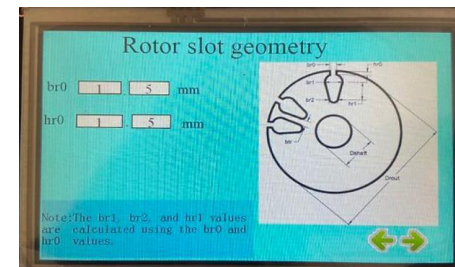 Rotor slot geometry
br0 1 . 5 mm
hr0 1 . 5 mm
br0
hr0
br1
br2
hr1
btr
Dshaft
Drout
Note:The br1, br2, and hr1 values
are calculated using the br0 and
hr0 values.